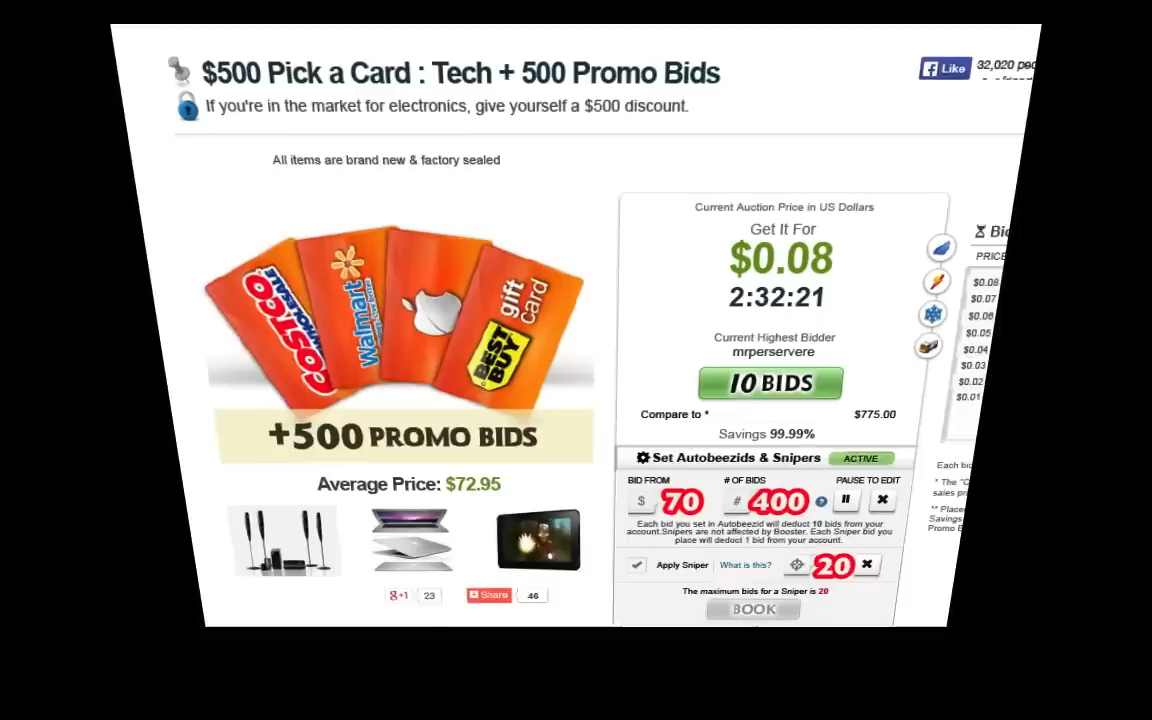 $500 Pick a Card : Tech + 500 Promo Bids
Like
32,020
If you're in the market for electronics, give yourself a $500 discount.
All items are brand new & factory sealed
COSTCO
WHOLESALE
Walmart
gift card
BEST BUY
+500 PROMO BIDS
Average Price: $72.95
+1
23
Share
46
Current Auction Price in US Dollars
Get It For
$0.08
2:32:21
Current Highest Bidder
mrperservere
10 BIDS
Compare to * $775.00
Savings 99.99%
Set Autobeezids & Snipers ACTIVE
BID FROM # OF BIDS PAUSE TO EDIT
$ 70 # 400 ?
Each bid you set in Autobeezid will deduct 10 bids from your
account.Snipers are not affected by Booster. Each Sniper bid you
place will deduct 1 bid from your account.
Apply Sniper What is this? 20
The maximum bids for a Sniper is 20
BOOK
PRICE
$0.08
$0.07
$0.06
$0.05
$0.04
$0.03
$0.02
$0.01
Each
* The
sales
Savings